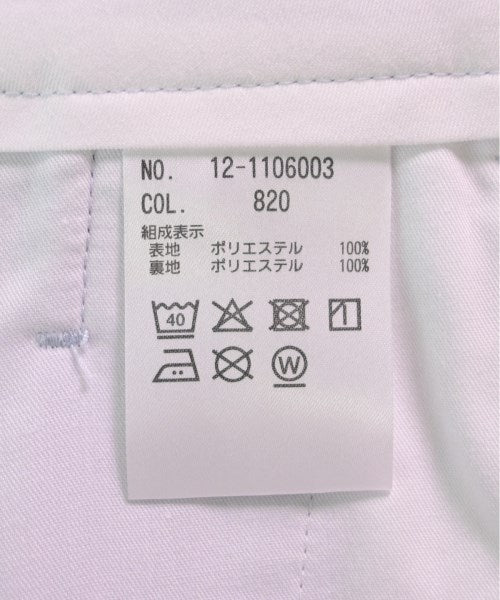 NO. 12-1106003
COL. 820
組成表示
表地 ポリエステル 100%
裏地 ポリエステル 100%
40
W